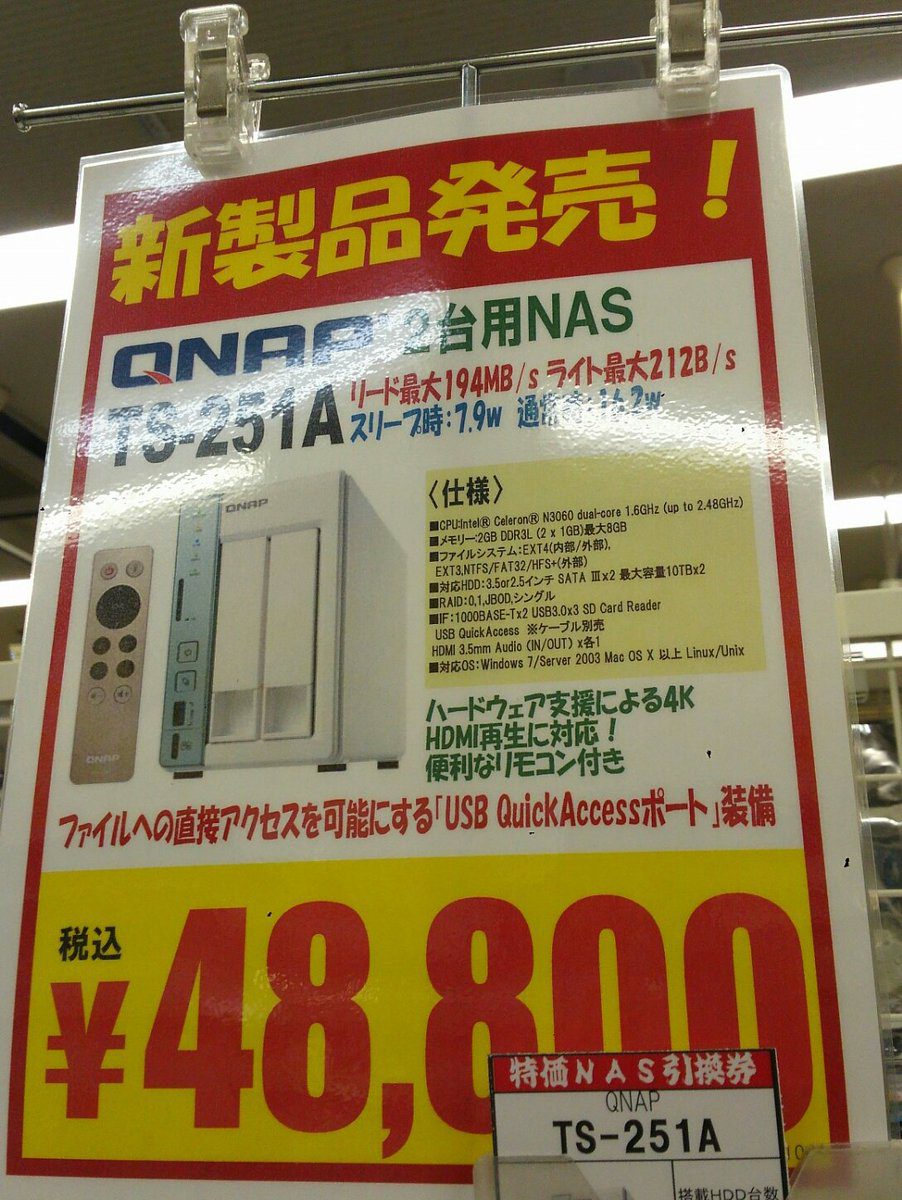 新製品発売！
QNAP 2台用NAS
TS-251A
リード最大194MB/s ライト最大212B/s
スリープ時:7.9w 通常時:16.2w
QNAP
〈仕様〉
■CPU:Intel® Celeron® N3060 dual-core 1.6GHz (up to 2.48GHz)
■メモリー:2GB DDR3L (2 x 1GB)最大8GB
■ファイルシステム:EXT4(内部/外部),
EXT3,NTFS/FAT32/HFS+(外部)
■対応HDD:3.5or2.5インチ SATA Ⅲx2 最大容量10TBx2
■RAID:0,1,JBOD,シングル
■IF:1000BASE-Tx2 USB3.0x3 SD Card Reader
USB QuickAccess ※ケーブル別売
HDMI 3.5mm Audio (IN/OUT) x各1
■対応OS:Windows 7/Server 2003 Mac OS X 以上 Linux/Unix
QNAP
ハードウェア支援による4K
HDMI再生に対応！
便利なリモコン付き
ファイルへの直接アクセスを可能にする「USB QuickAccessポート」装備
税込
¥48,800
特価NAS引換券
QNAP
TS-251A
搭載HDD台数